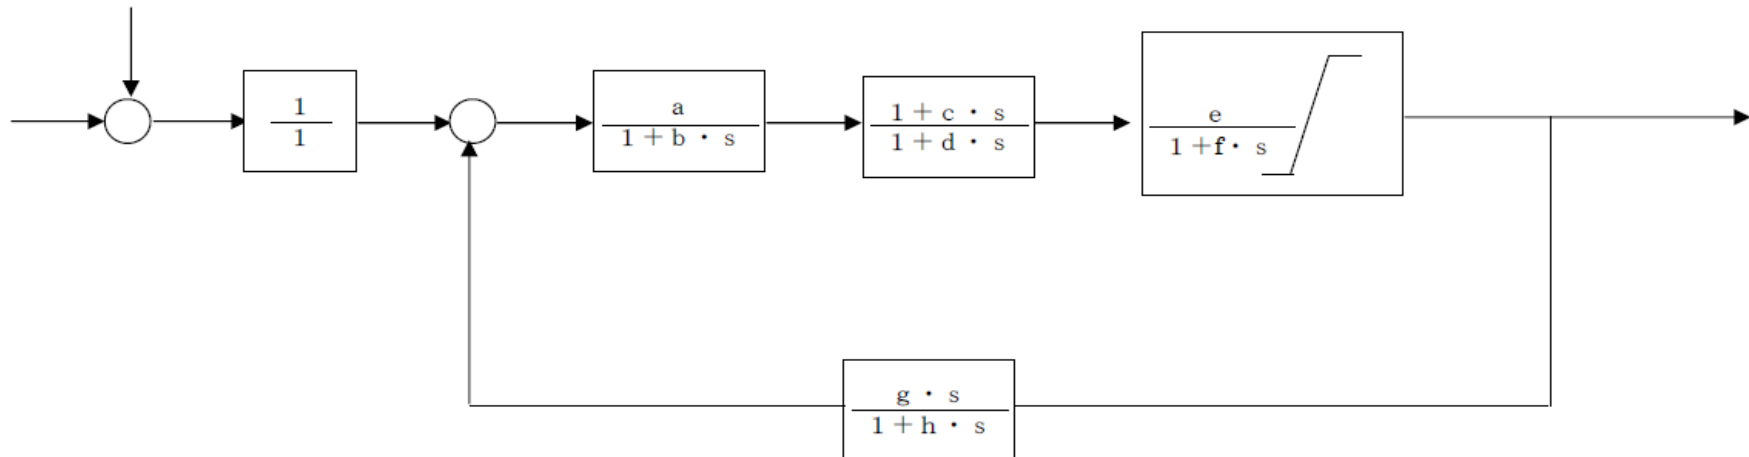 1
1
a
1 + b · s
1 + c · s
1 + d · s
e
1 + f · s
g · s
1 + h · s